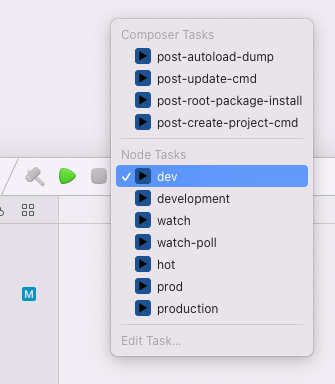 Composer Tasks
post-autoload-dump
post-update-cmd
post-root-package-install
post-create-project-cmd
Node Tasks
dev
development
watch
watch-poll
hot
M
prod
production
Edit Task...